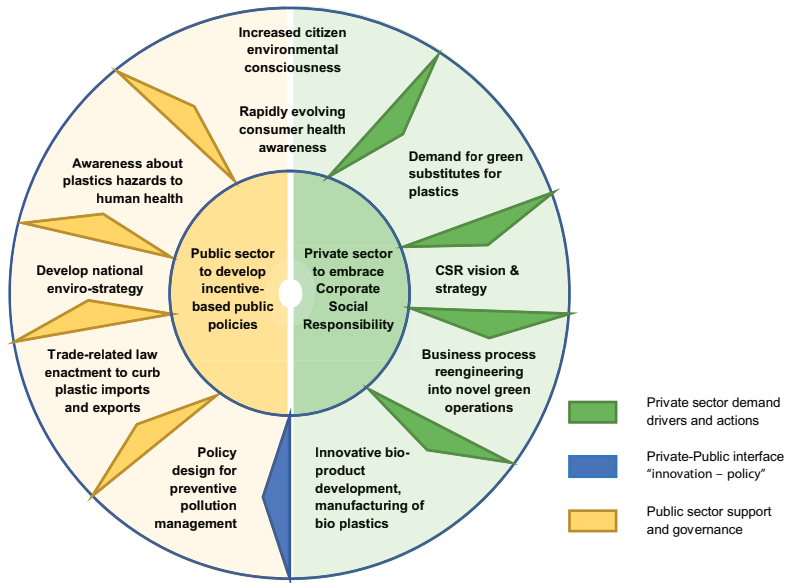 Increased citizen
environmental
consciousness
Rapidly evolving
consumer health
awareness
Awareness about
plastics hazards to
human health
Develop national
enviro-strategy
Trade-related law
enactment to curb
plastic imports
and exports
Policy
design for
preventive
pollution
management
Public sector
to develop
incentive-
based public
policies
Private sector
to embrace
Corporate
Social
Responsibility
Demand for green
substitutes for
plastics
CSR vision &
strategy
Business process
reengineering
into novel green
operations
Innovative bio-
product
development,
manufacturing of
bio plastics
Private sector demand
drivers and actions
Private-Public interface
“innovation – policy”
Public sector support
and governance